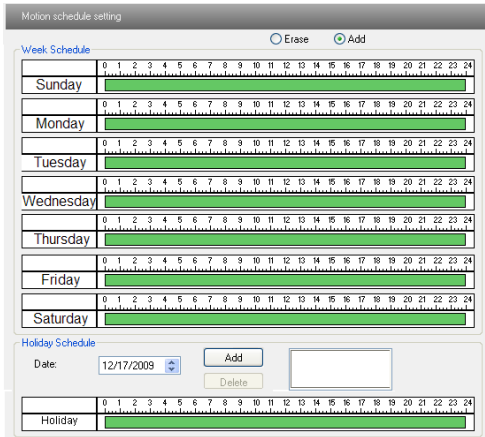 Motion schedule setting
Erase Add
Week Schedule
0 1 2 3 4 5 6 7 8 9 10 11 12 13 14 15 16 17 18 19 20 21 22 23 24
Sunday
0 1 2 3 4 5 6 7 8 9 10 11 12 13 14 15 16 17 18 19 20 21 22 23 24
Monday
0 1 2 3 4 5 6 7 8 9 10 11 12 13 14 15 16 17 18 19 20 21 22 23 24
Tuesday
0 1 2 3 4 5 6 7 8 9 10 11 12 13 14 15 16 17 18 19 20 21 22 23 24
Wednesday
0 1 2 3 4 5 6 7 8 9 10 11 12 13 14 15 16 17 18 19 20 21 22 23 24
Thursday
0 1 2 3 4 5 6 7 8 9 10 11 12 13 14 15 16 17 18 19 20 21 22 23 24
Friday
0 1 2 3 4 5 6 7 8 9 10 11 12 13 14 15 16 17 18 19 20 21 22 23 24
Saturday
Holiday Schedule
Date: 12/17/2009 Add
Delete
0 1 2 3 4 5 6 7 8 9 10 11 12 13 14 15 16 17 18 19 20 21 22 23 24
Holiday